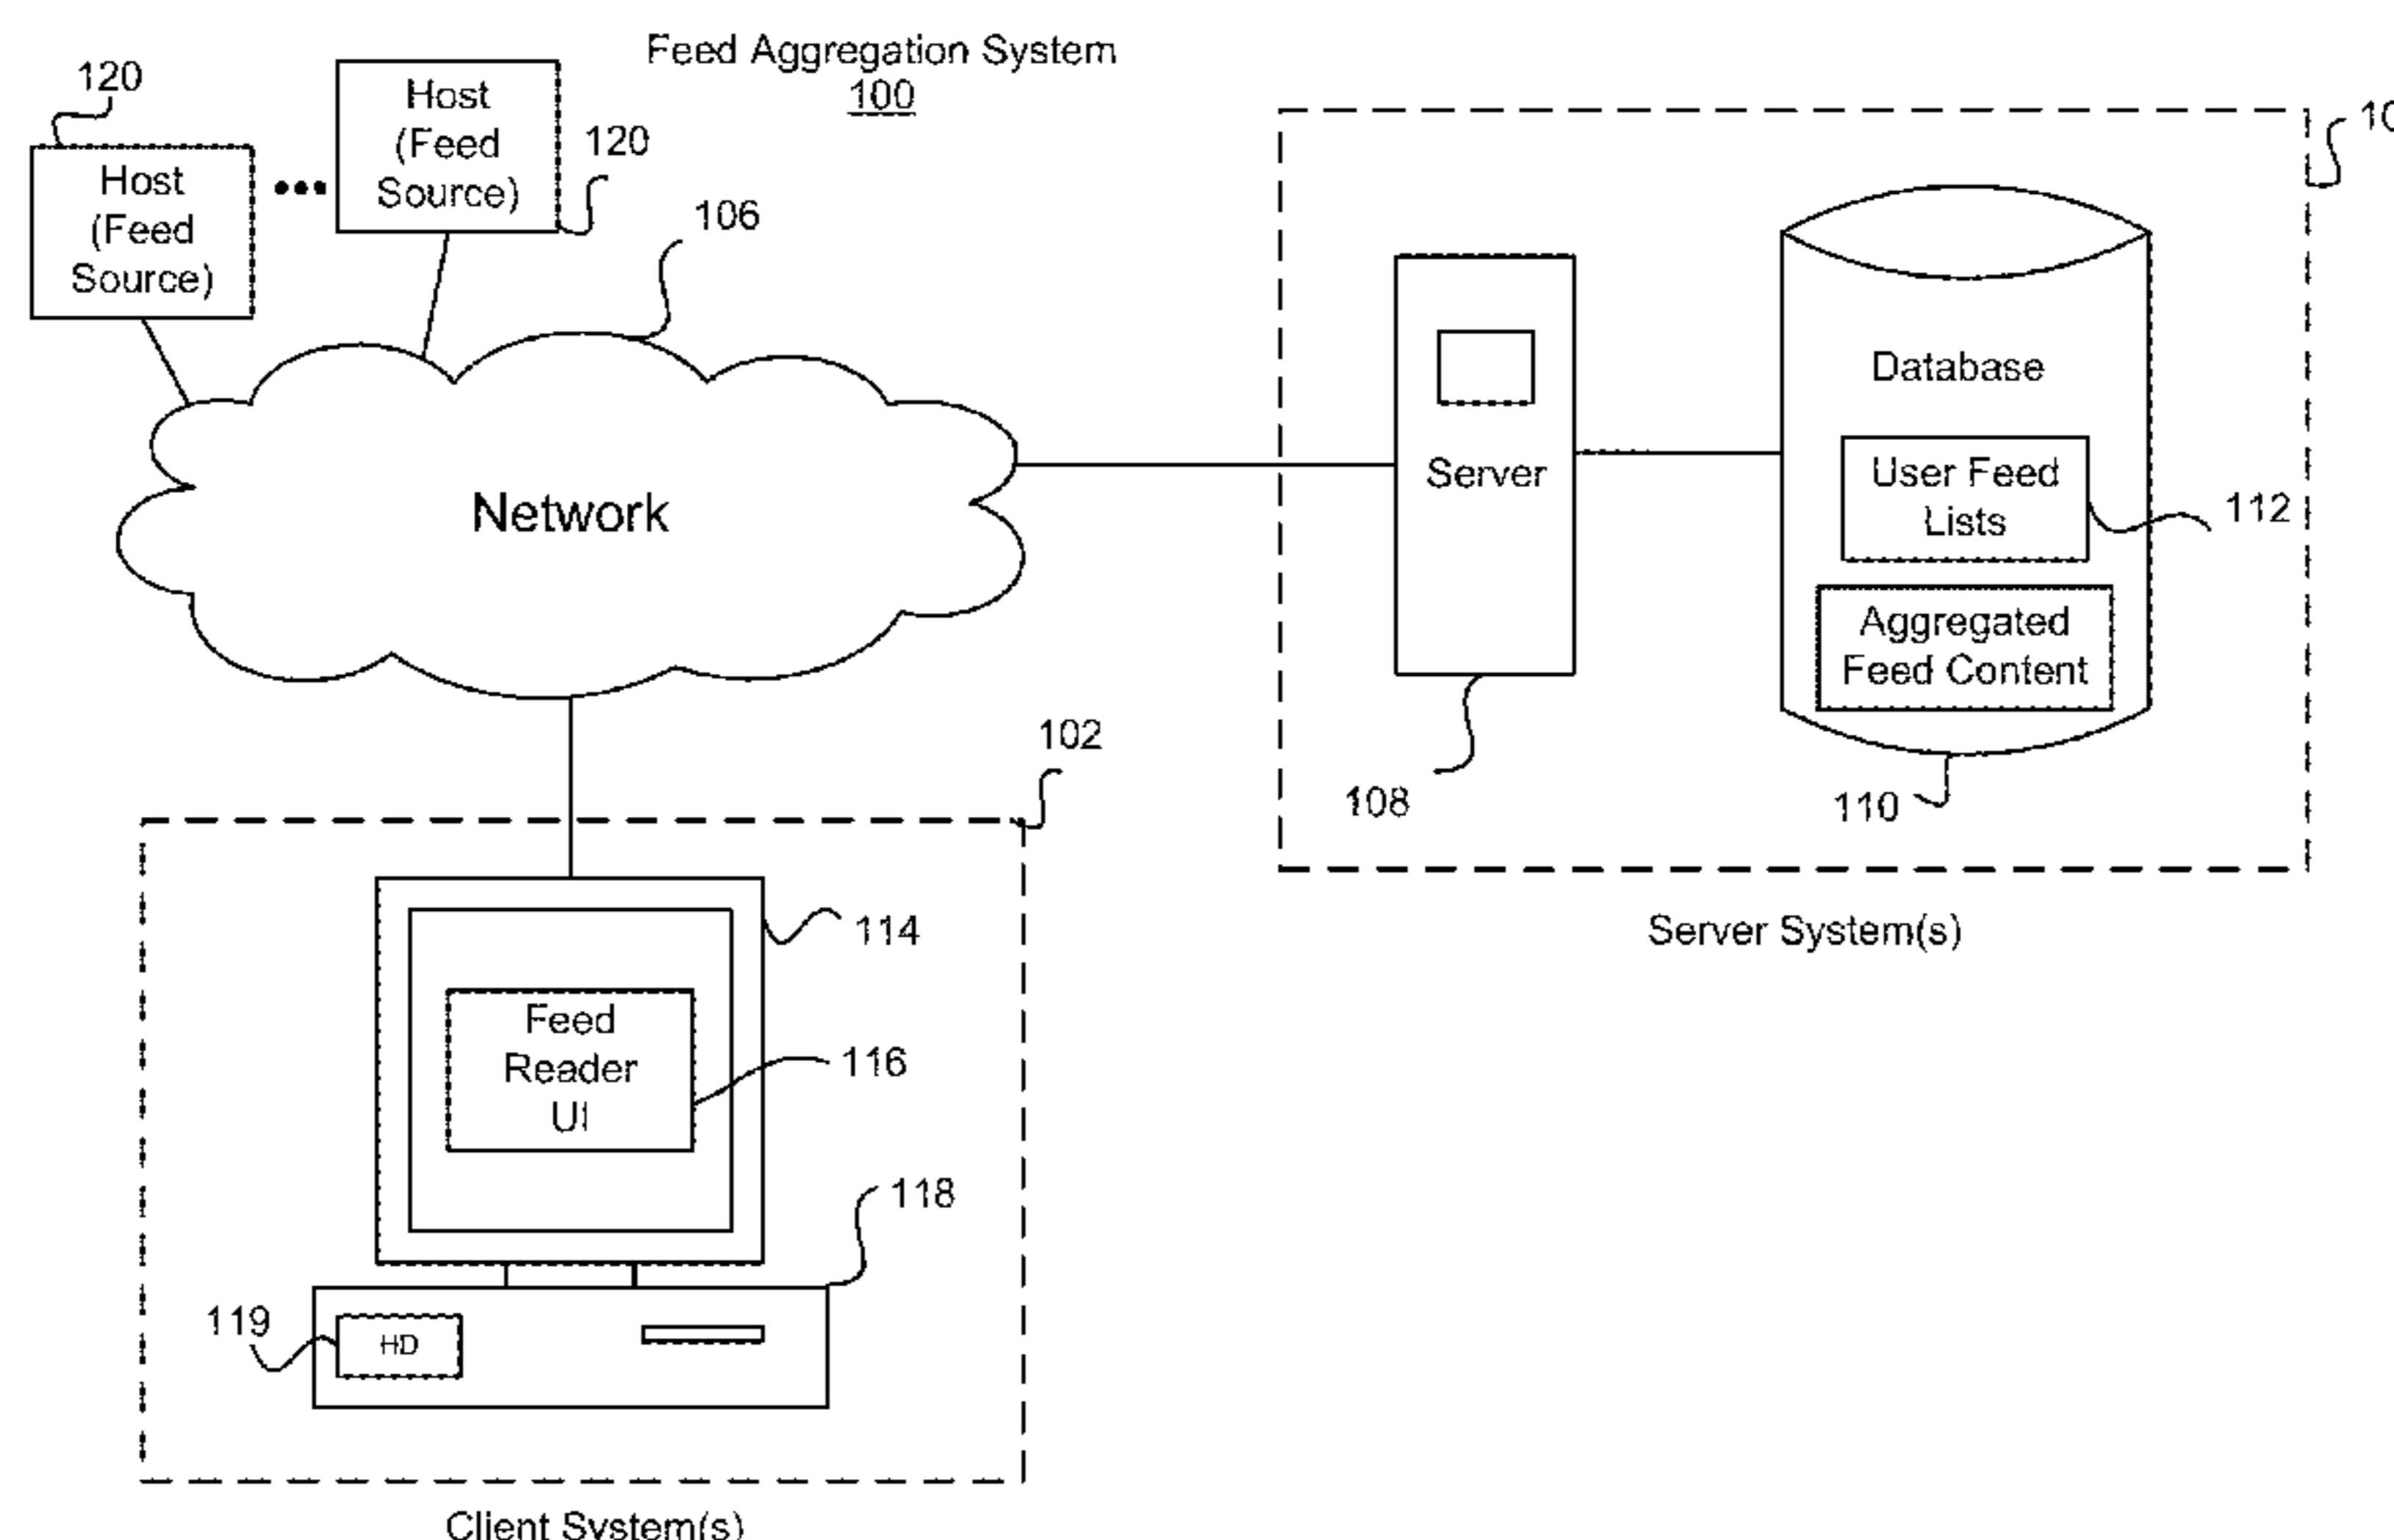 Feed Aggregation System
100
120
Host
(Feed
Source)
120
Host
(Feed
Source)
106
Network
Server
108
Database
User Feed
Lists
112
Aggregated
Feed Content
110
Server System(s)
102
114
Feed
Reader
UI
116
118
119
HD
Client System(s)